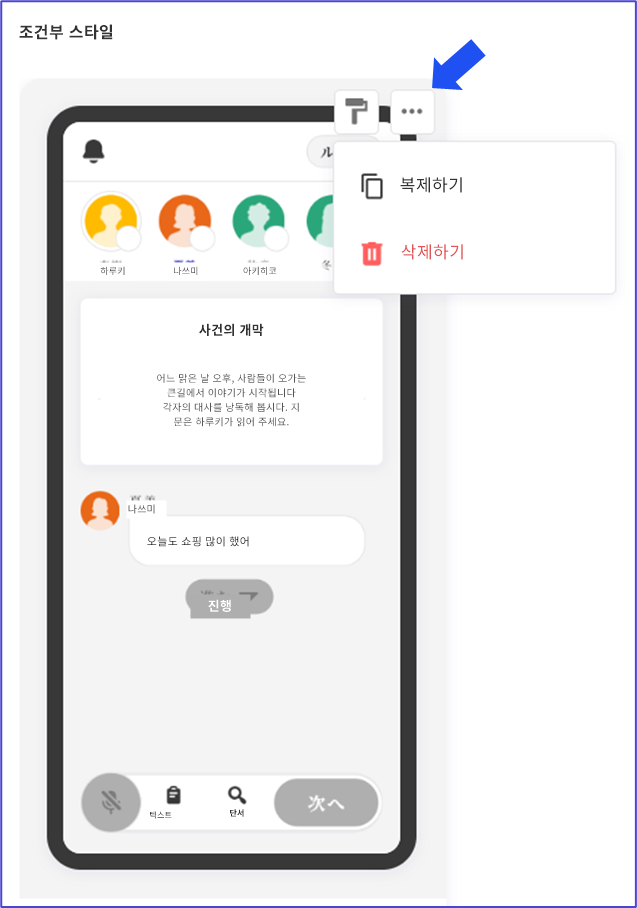 조건부 스타일
ル
복제하기
삭제하기
하루키
나쓰미
아키히코
冬
사건의 개막
어느 맑은 날 오후, 사람들이 오가는
큰길에서 이야기가 시작됩니다
각자의 대사를 낭독해 봅시다. 지
문은 하루키가 읽어 주세요.
나쓰미
오늘도 쇼핑 많이 했어
진행
텍스트
단서
次へ